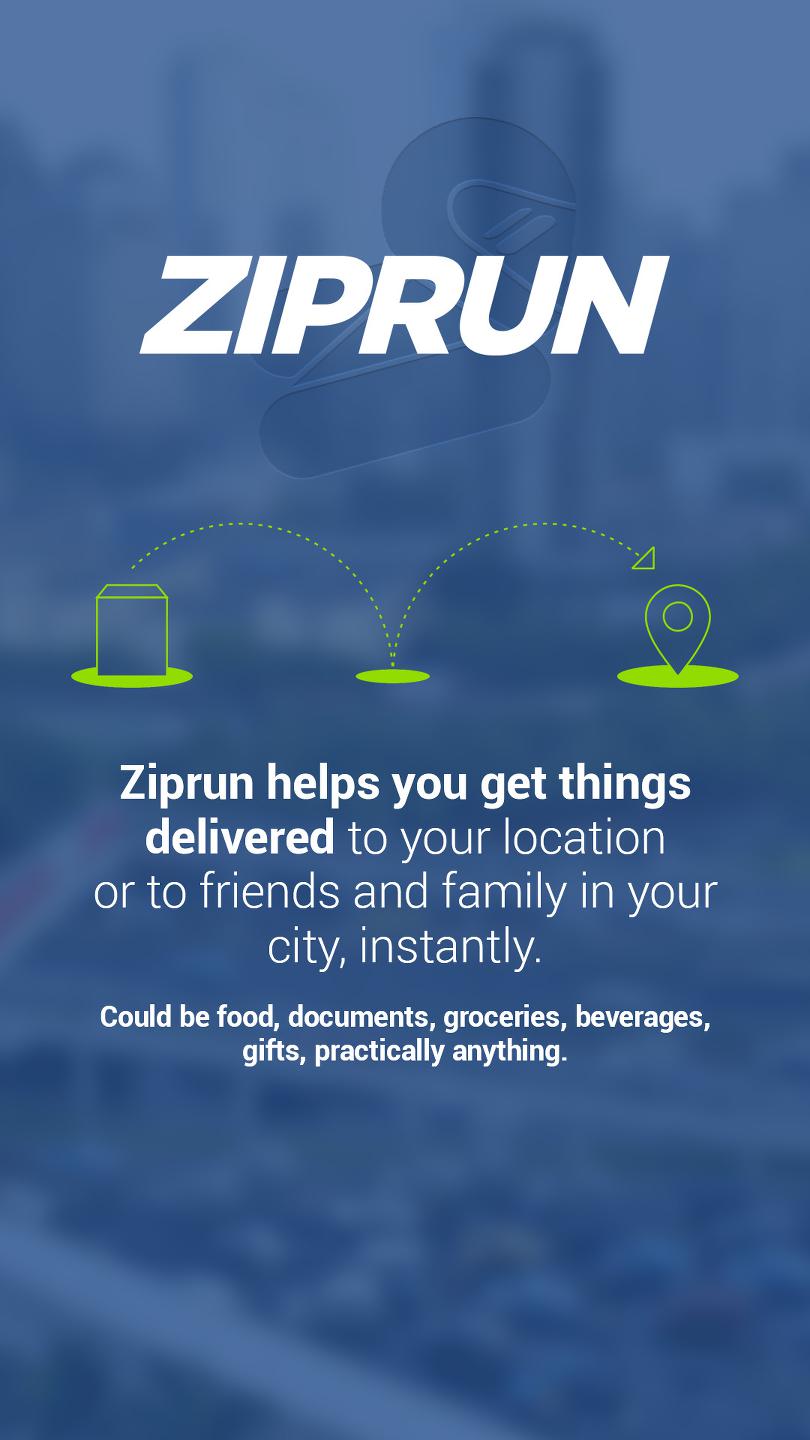 ZIPRUN
Ziprun helps you get things
delivered to your location
or to friends and family in your
city, instantly.
Could be food, documents, groceries, beverages,
gifts, practically anything.